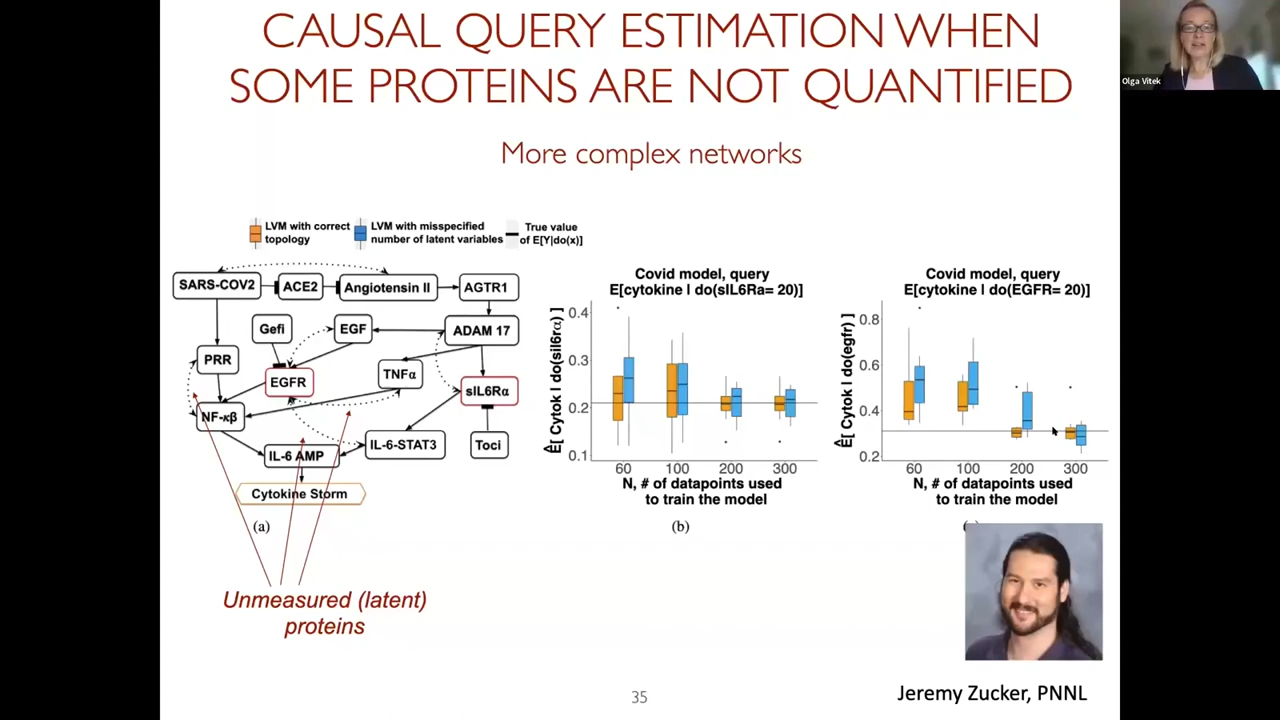 CAUSAL QUERY ESTIMATION WHEN
SOME PROTEINS ARE NOT QUANTIFIED
Olga Vitek
More complex networks
LVM with correct
topology
LVM with misspecified
number of latent variables
True value
of E[Y|do(x)]
SARS-COV2
ACE2
Angiotensin II
AGTR1
Gefi
EGF
ADAM 17
PRR
EGFR
TNFα
sIL6Rα
NF-κβ
IL-6 AMP
IL-6-STAT3
Toci
Cytokine Storm
(a)
Unmeasured (latent)
proteins
Covid model, query
E[cytokine | do(sIL6Ra= 20)]
Ê[ Cytok | do(sil6rα) ]
0.4
0.3
0.2
0.1
60 100 200 300
N, # of datapoints used
to train the model
(b)
Covid model, query
E[cytokine | do(EGFR= 20)]
Ê[ Cytok | do(egfr) ]
0.8
0.6
0.4
0.2
60 100 200 300
N, # of datapoints used
to train the model
Jeremy Zucker, PNNL
35